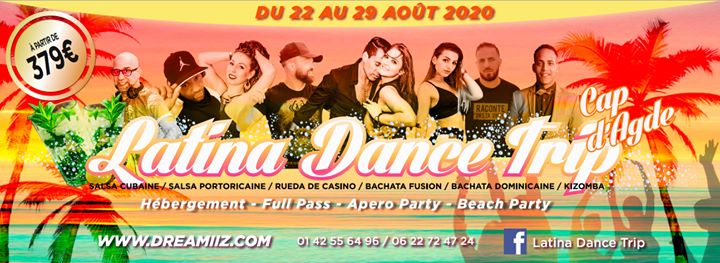 DU 22 AU 29 AOÛT 2020
À PARTIR DE
379€
Latina Dance Trip
Cap
d'Agde
RACONTE
SALSA CUBAINE / SALSA PORTORICAINE / RUEDA DE CASINO / BACHATA FUSION / BACHATA DOMINICAINE / KIZOMBA
Hébergement - Full Pass - Apero Party - Beach Party
WWW.DREAMIIZ.COM
01 42 55 64 96 / 06 22 72 47 24
f Latina Dance Trip